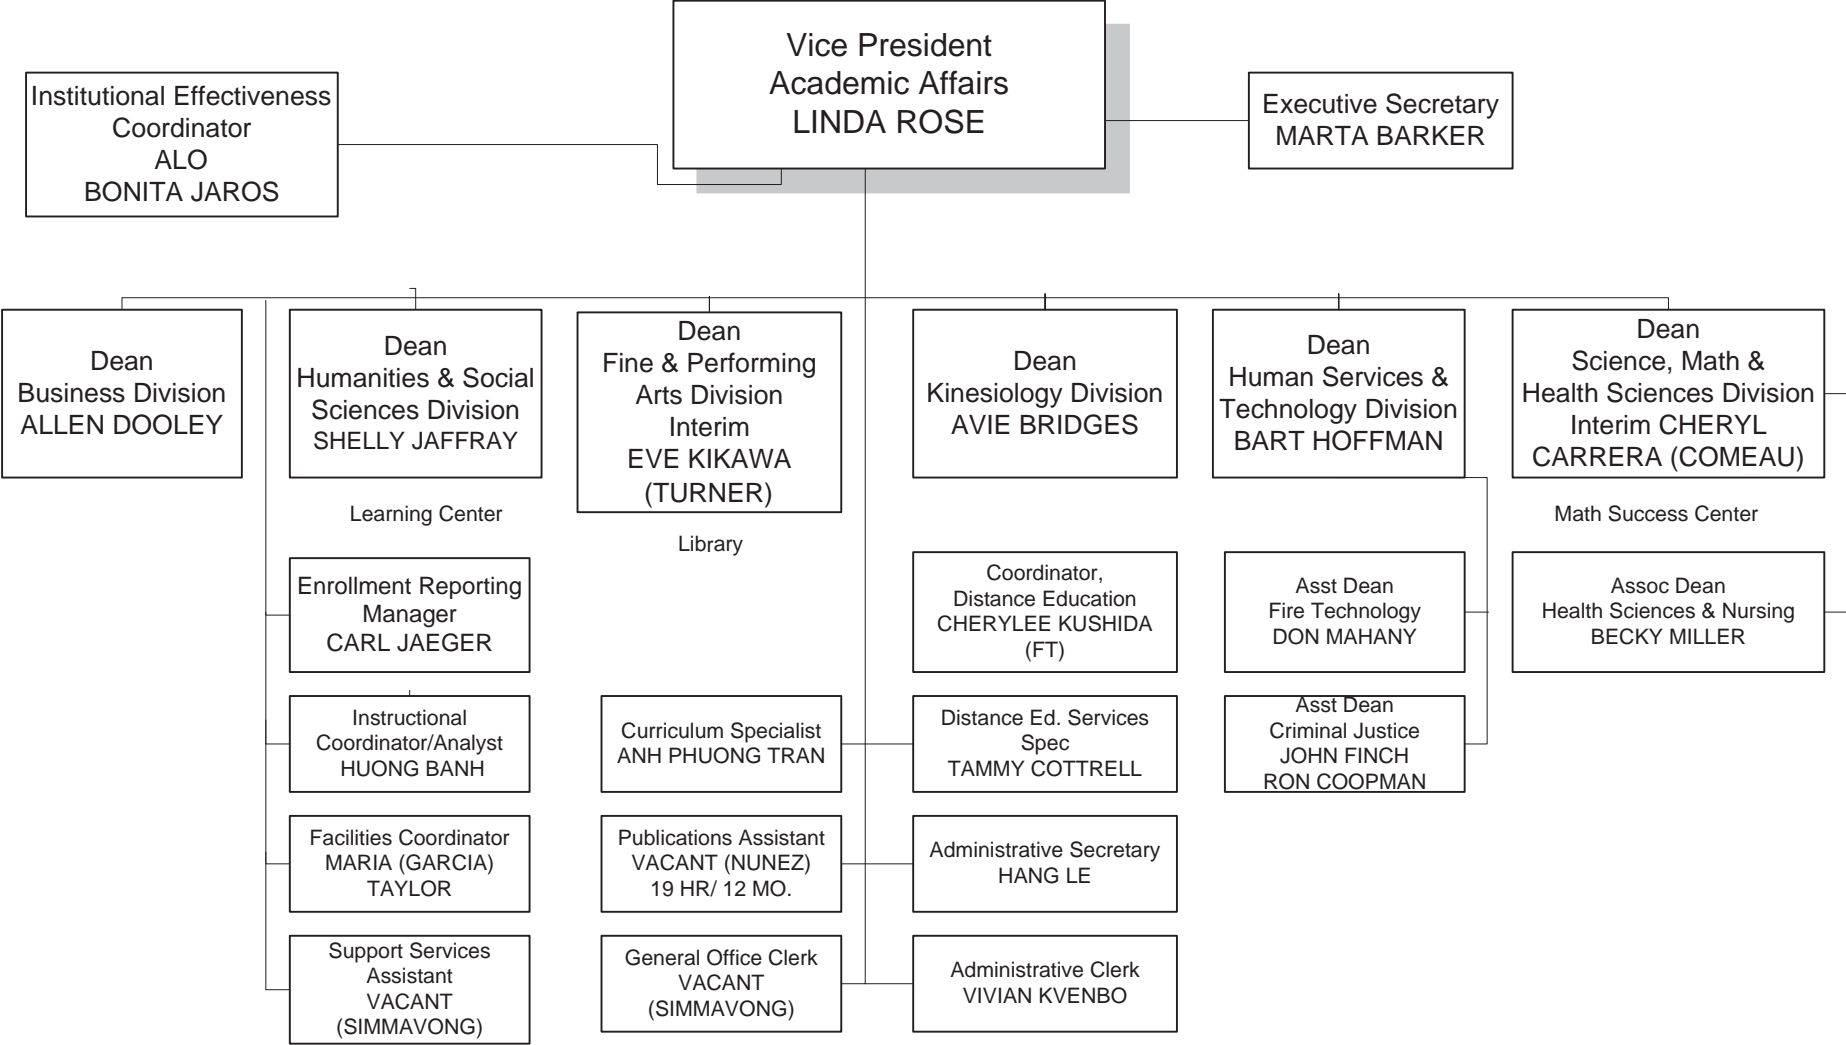 Vice President
Academic Affairs
LINDA ROSE
Institutional Effectiveness
Coordinator
ALO
BONITA JAROS
Executive Secretary
MARTA BARKER
Dean
Business Division
ALLEN DOOLEY
Dean
Humanities & Social
Sciences Division
SHELLY JAFFRAY
Learning Center
Dean
Fine & Performing
Arts Division
Interim
EVE KIKAWA
(TURNER)
Library
Dean
Kinesiology Division
AVIE BRIDGES
Dean
Human Services &
Technology Division
BART HOFFMAN
Dean
Science, Math &
Health Sciences Division
Interim CHERYL
CARRERA (COMEAU)
Math Success Center
Enrollment Reporting
Manager
CARL JAEGER
Coordinator,
Distance Education
CHERYLEE KUSHIDA
(FT)
Asst Dean
Fire Technology
DON MAHANY
Assoc Dean
Health Sciences & Nursing
BECKY MILLER
Instructional
Coordinator/Analyst
HUONG BANH
Curriculum Specialist
ANH PHUONG TRAN
Distance Ed. Services
Spec
TAMMY COTTRELL
Asst Dean
Criminal Justice
JOHN FINCH
RON COOPMAN
Facilities Coordinator
MARIA (GARCIA)
TAYLOR
Publications Assistant
VACANT (NUNEZ)
19 HR/ 12 MO.
Administrative Secretary
HANG LE
Support Services
Assistant
VACANT
(SIMMAVONG)
General Office Clerk
VACANT
(SIMMAVONG)
Administrative Clerk
VIVIAN KVENBO